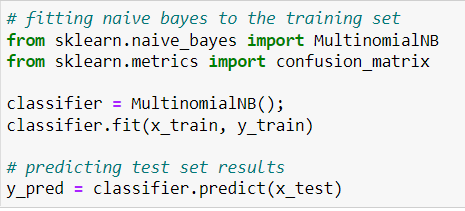 # fitting naive bayes to the training set
from sklearn.naive_bayes import MultinomialNB
from sklearn.metrics import confusion_matrix
classifier = MultinomialNB();
classifier.fit(x_train, y_train)
# predicting test set results
y_pred = classifier.predict(x_test)